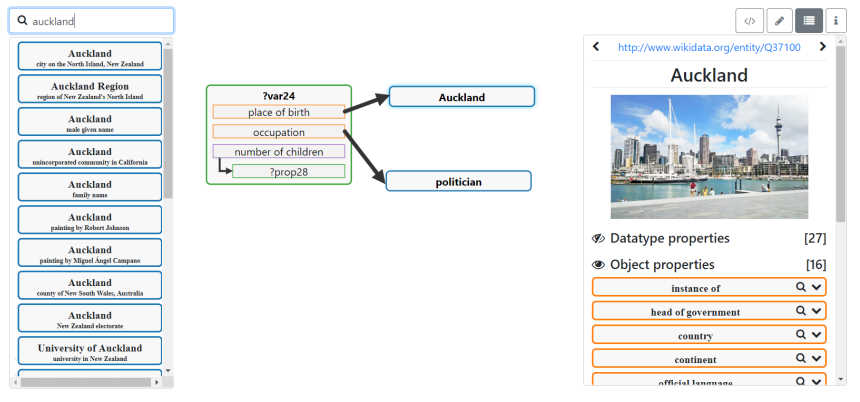 auckland
Auckland
city on the North Island, New Zealand
Auckland Region
region of New Zealand's North Island
Auckland
male given name
Auckland
unincorporated community in California
Auckland
family name
Auckland
painting by Robert Johnson
Auckland
painting by Miguel Ángel Campano
Auckland
county of New South Wales, Australia
Auckland
New Zealand electorate
University of Auckland
university in New Zealand
?var24
place of birth
occupation
number of children
?prop28
Auckland
politician
</>
i
http://www.wikidata.org/entity/Q37100
Auckland
Datatype properties [27]
Object properties [16]
instance of
head of government
country
continent
official language